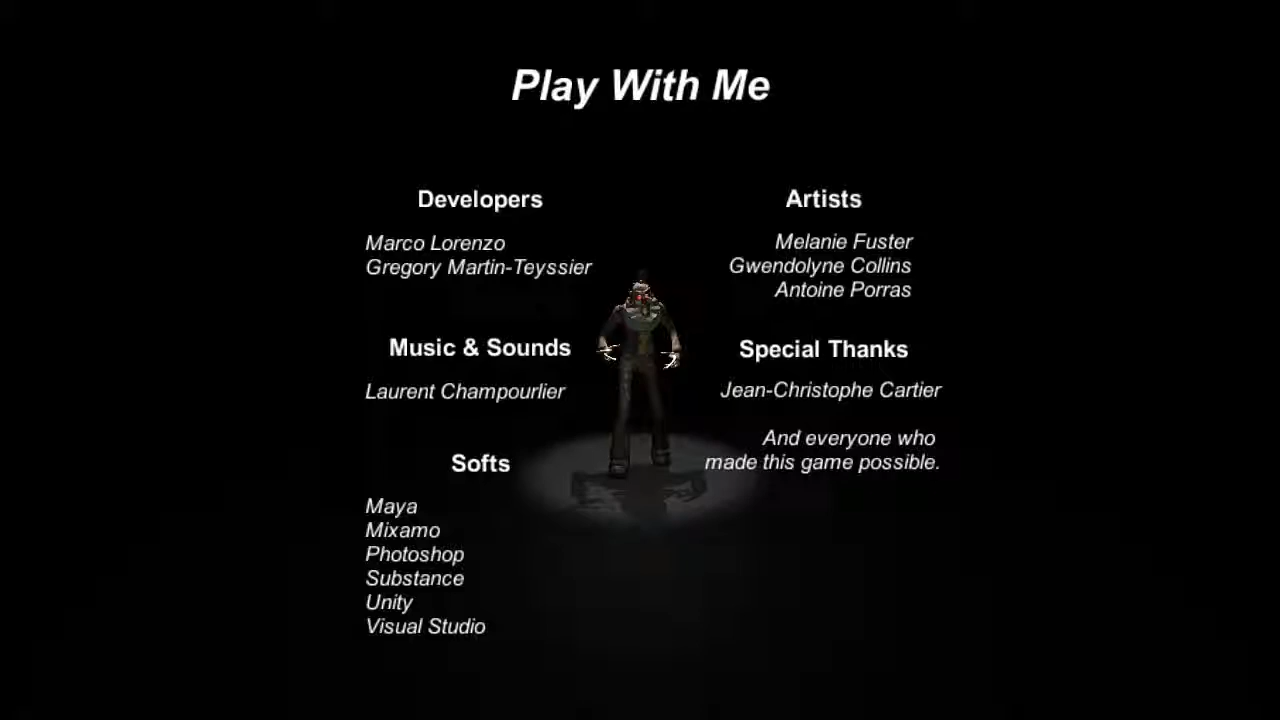 Play With Me
Developers
Marco Lorenzo
Gregory Martin-Teyssier
Artists
Melanie Fuster
Gwendolyne Collins
Antoine Porras
Music & Sounds
Laurent Champourlier
Special Thanks
Jean-Christophe Cartier
And everyone who
made this game possible.
Softs
Maya
Mixamo
Photoshop
Substance
Unity
Visual Studio